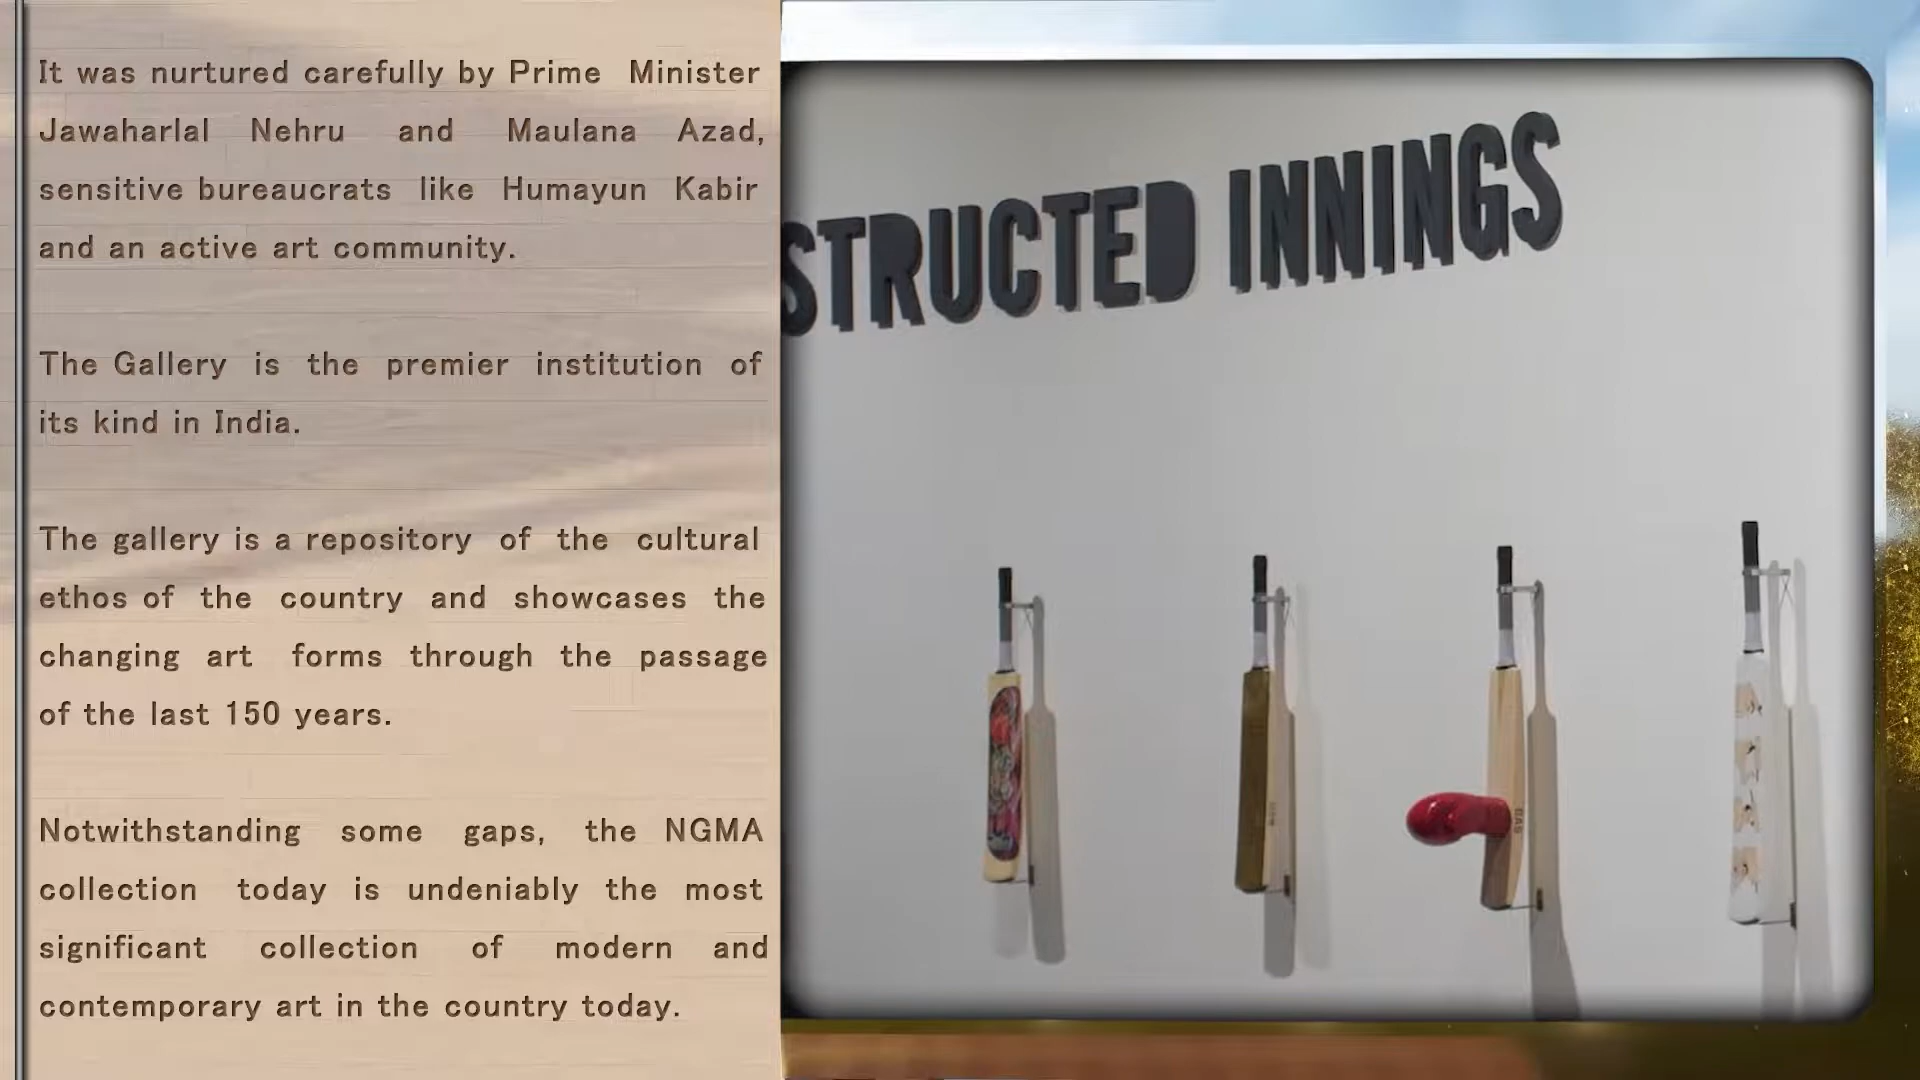 It was nurtured carefully by Prime Minister
Jawaharlal Nehru and Maulana Azad,
sensitive bureaucrats like Humayun Kabir
and an active art community.
The Gallery is the premier institution of
its kind in India.
The gallery is a repository of the cultural
ethos of the country and showcases the
changing art forms through the passage
of the last 150 years.
Notwithstanding some gaps, the NGMA
collection today is undeniably the most
significant collection of modern and
contemporary art in the country today.
STRUCTED INNINGS